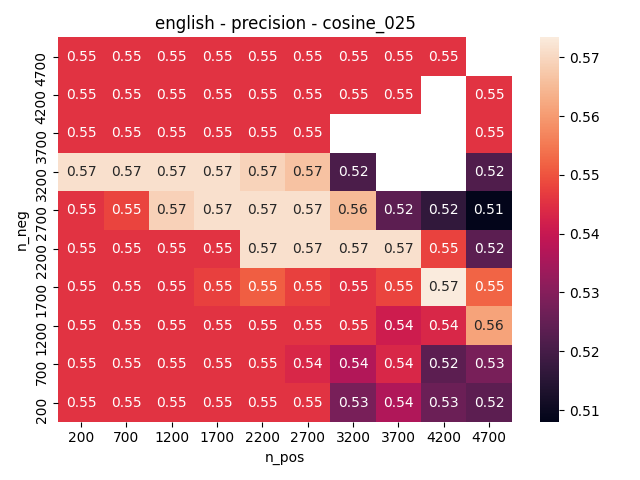 english - precision - cosine_025
n_neg
4700 0.55 0.55 0.55 0.55 0.55 0.55 0.55 0.55 0.55
4200 0.55 0.55 0.55 0.55 0.55 0.55 0.55 0.55 0.55
3700 0.55 0.55 0.55 0.55 0.55 0.55 0.55
3200 0.57 0.57 0.57 0.57 0.57 0.57 0.52 0.52
2700 0.55 0.55 0.57 0.57 0.57 0.57 0.56 0.52 0.52 0.51
2200 0.55 0.55 0.55 0.55 0.57 0.57 0.57 0.57 0.55 0.52
1700 0.55 0.55 0.55 0.55 0.55 0.55 0.55 0.55 0.57 0.55
1200 0.55 0.55 0.55 0.55 0.55 0.55 0.55 0.54 0.54 0.56
700 0.55 0.55 0.55 0.55 0.55 0.54 0.54 0.54 0.52 0.53
200 0.55 0.55 0.55 0.55 0.55 0.55 0.53 0.54 0.53 0.52
200 700 1200 1700 2200 2700 3200 3700 4200 4700
n_pos
0.57
0.56
0.55
0.54
0.53
0.52
0.51